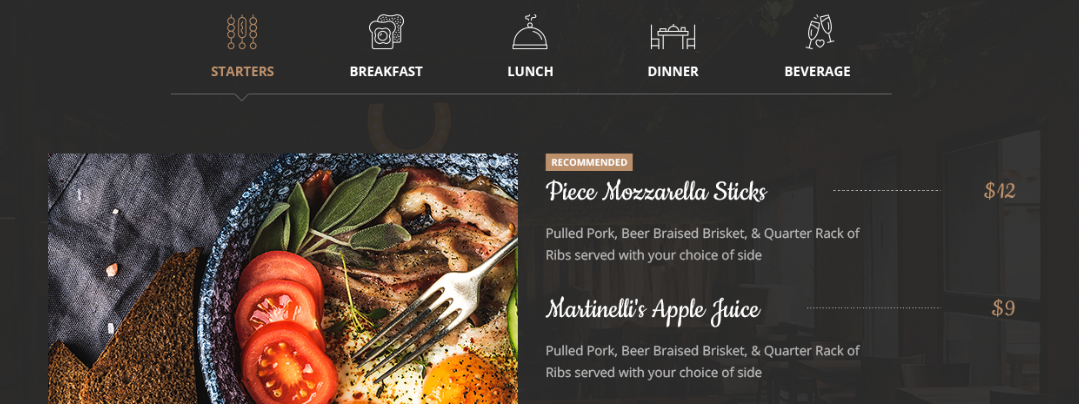 STARTERS BREAKFAST LUNCH DINNER BEVERAGE
RECOMMENDED
Piece Mozzarella Sticks $12
Pulled Pork, Beer Braised Brisket, & Quarter Rack of
Ribs served with your choice of side
Martinelli's Apple Juice $9
Pulled Pork, Beer Braised Brisket, & Quarter Rack of
Ribs served with your choice of side